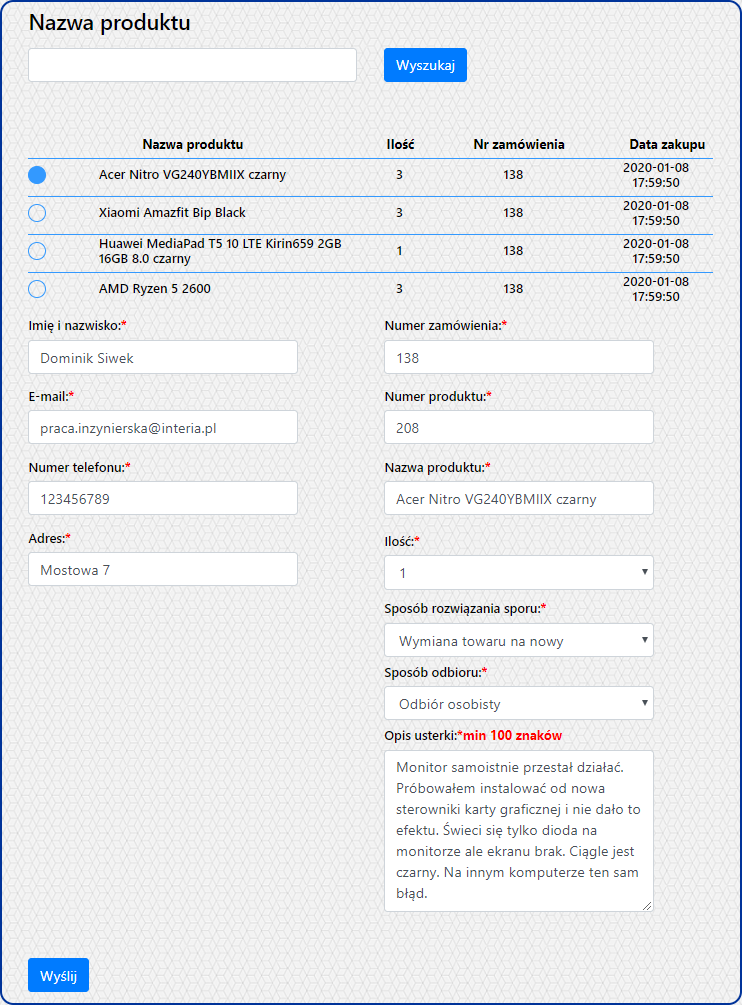 Nazwa produktu
Wyszukaj
Nazwa produktu Ilość Nr zamówienia Data zakupu
Acer Nitro VG240YBMIIX czarny 3 138 2020-01-08
17:59:50
Xiaomi Amazfit Bip Black 3 138 2020-01-08
17:59:50
Huawei MediaPad T5 10 LTE Kirin659 2GB
16GB 8.0 czarny 1 138 2020-01-08
17:59:50
AMD Ryzen 5 2600 3 138 2020-01-08
17:59:50
Imię i nazwisko:*
Dominik Siwek
E-mail:*
praca.inzynierska@interia.pl
Numer telefonu:*
123456789
Adres:*
Mostowa 7
Numer zamówienia:*
138
Numer produktu:*
208
Nazwa produktu:*
Acer Nitro VG240YBMIIX czarny
Ilość:*
1
Sposób rozwiązania sporu:*
Wymiana towaru na nowy
Sposób odbioru:*
Odbiór osobisty
Opis usterki:*min 100 znaków
Monitor samoistnie przestał działać.
Próbowałem instalować od nowa
sterowniki karty graficznej i nie dało to
efektu. Świeci się tylko dioda na
monitorze ale ekranu brak. Ciągle jest
czarny. Na innym komputerze ten sam
błąd.
Wyślij